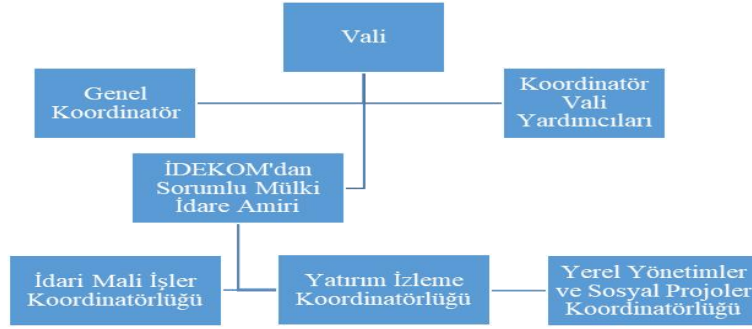 Vali
Genel
Koordinatör
Koordinatör
Vali
Yardımcıları
İDEKOM'dan
Sorumlu Mülki
İdare Amiri
İdari Mali İşler
Koordinatörlüğü
Yatırım İzleme
Koordinatörlüğü
Yerel Yönetimler
ve Sosyal Projoler
Koordinatörlüğü